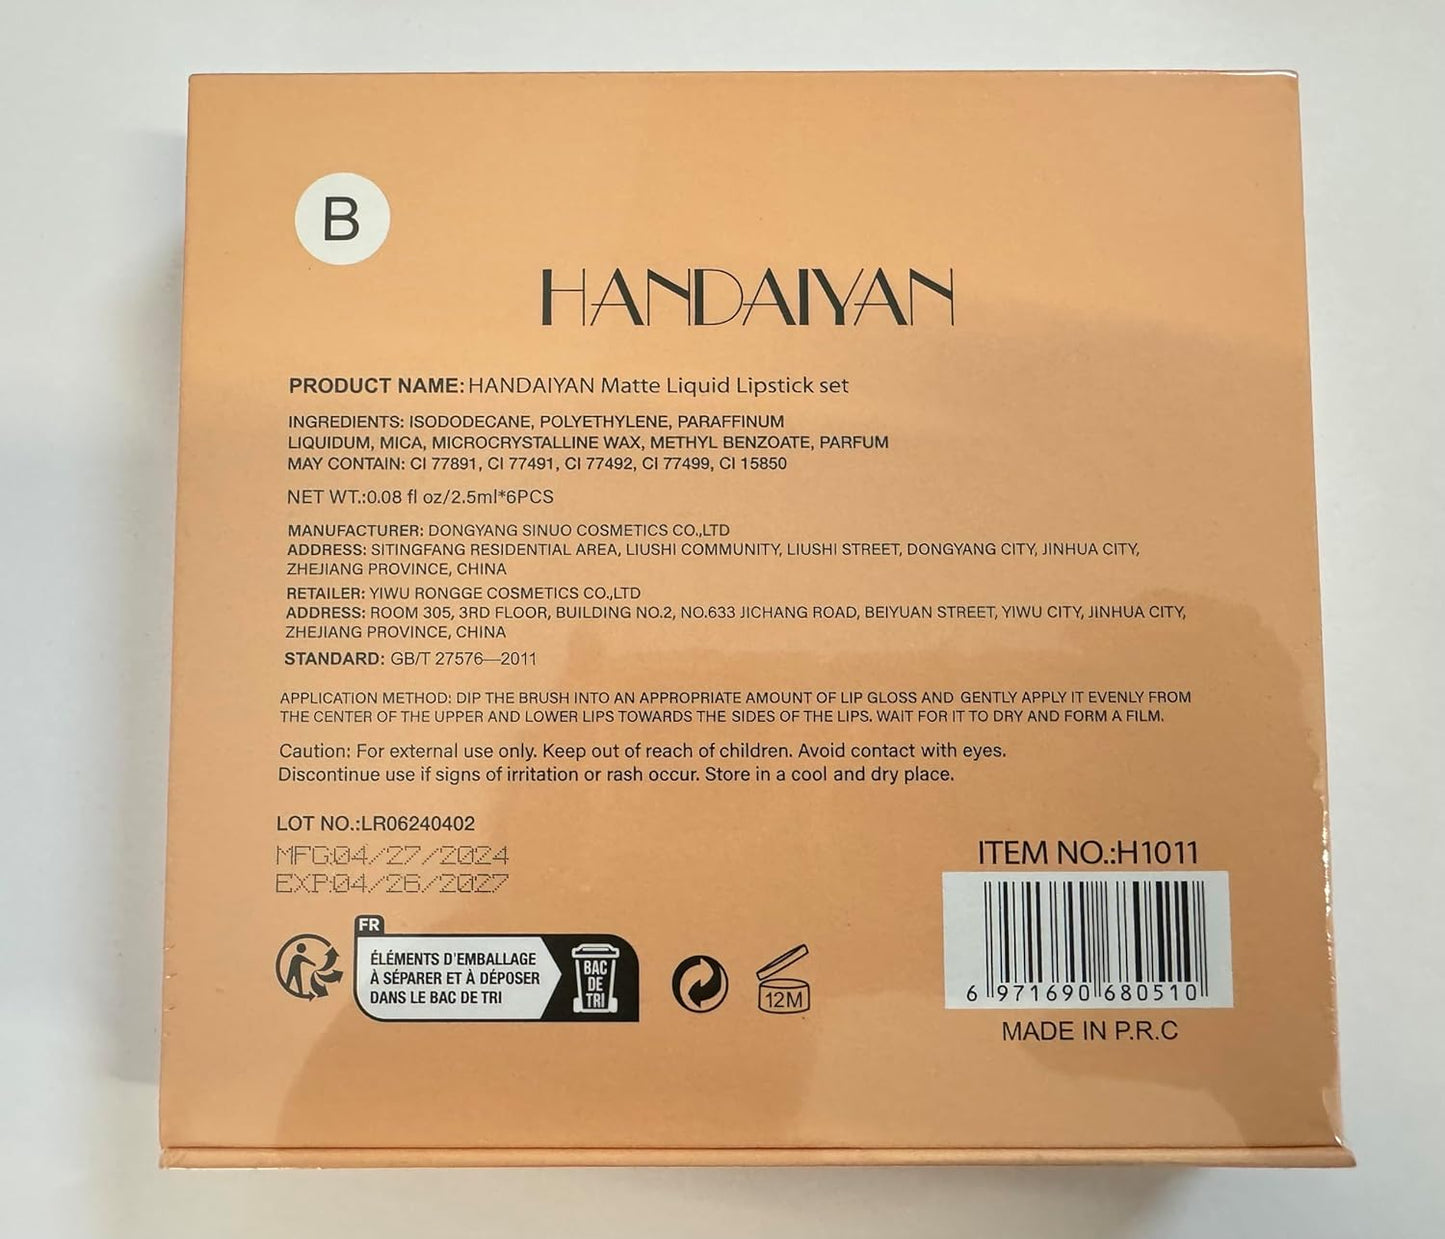 B
HANDAIYAN
PRODUCT NAME: HANDAIYAN Matte Liquid Lipstick set
INGREDIENTS: ISODODECANE, POLYETHYLENE, PARAFFINUM
LIQUIDUM, MICA, MICROCRYSTALLINE WAX, METHYL BENZOATE, PARFUM
MAY CONTAIN: CI 77891, CI 77491, CI 77492, CI 77499, CI 15850
NET WT.:0.08 fl oz/2.5ml*6PCS
MANUFACTURER: DONGYANG SINUO COSMETICS CO.,LTD
ADDRESS: SITINGFANG RESIDENTIAL AREA, LIUSHI COMMUNITY, LIUSHI STREET, DONGYANG CITY, JINHUA CITY,
ZHEJIANG PROVINCE, CHINA
RETAILER: YIWU RONGGE COSMETICS CO.,LTD
ADDRESS: ROOM 305, 3RD FLOOR, BUILDING NO.2, NO.633 JICHANG ROAD, BEIYUAN STREET, YIWU CITY, JINHUA CITY,
ZHEJIANG PROVINCE, CHINA
STANDARD: GB/T 27576—2011
APPLICATION METHOD: DIP THE BRUSH INTO AN APPROPRIATE AMOUNT OF LIP GLOSS AND GENTLY APPLY IT EVENLY FROM
THE CENTER OF THE UPPER AND LOWER LIPS TOWARDS THE SIDES OF THE LIPS. WAIT FOR IT TO DRY AND FORM A FILM.
Caution: For external use only. Keep out of reach of children. Avoid contact with eyes.
Discontinue use if signs of irritation or rash occur. Store in a cool and dry place.
LOT NO.:LR06240402
MFG:04/27/2024
EXP:04/26/2027
ITEM NO.:H1011
6 971690 680510
MADE IN P.R.C
FR
ÉLÉMENTS D'EMBALLAGE
À SÉPARER ET À DÉPOSER
DANS LE BAC DE TRI
BAC
DE
TRI
12M